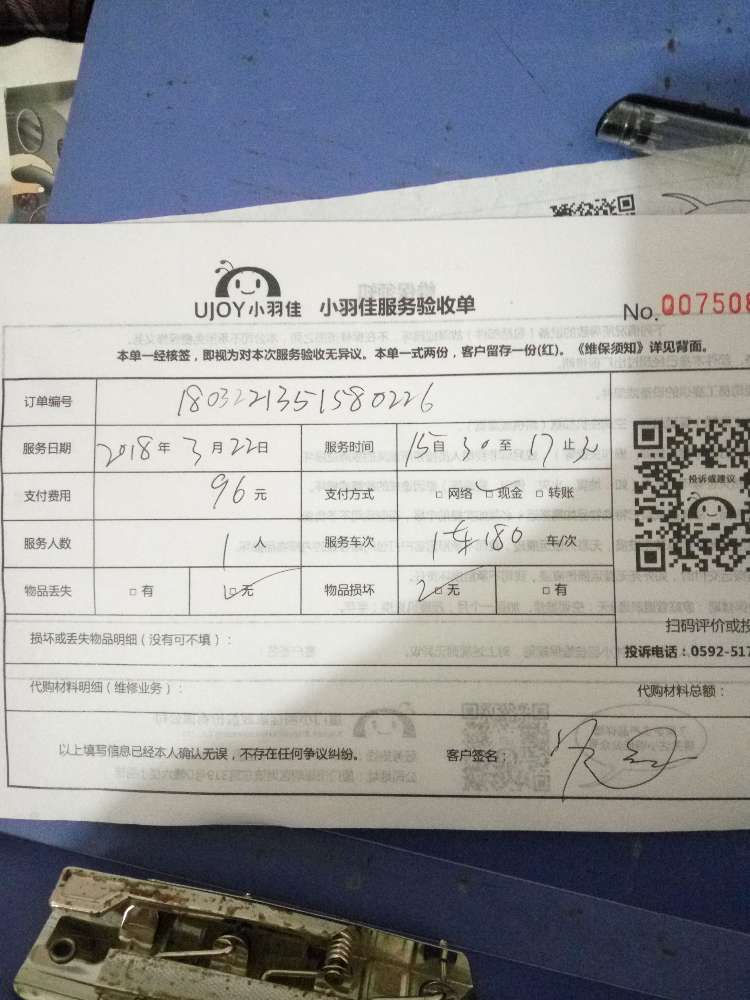 UJOY小羽佳 小羽佳服务验收单
No.007508
本单一经核签，即视为对本次服务验收无异议。本单一式两份，客户留存一份(红)。《维保须知》详见背面。
订单编号 1803221351580226
服务日期 2018年3月22日 服务时间 15自30至17止30
支付费用 96元 支付方式 □网络 □现金 □转账
服务人数 1人 服务车次 180车/次
物品丢失 □有 □无 物品损坏 □无 □有
投诉或建议
扫码评价或投
损坏或丢失物品明细（没有可不填）：
投诉电话：0592-517
代购材料明细（维修业务）：
代购材料总额：
以上填写信息已经本人确认无误，不存在任何争议纠纷。 客户签名：